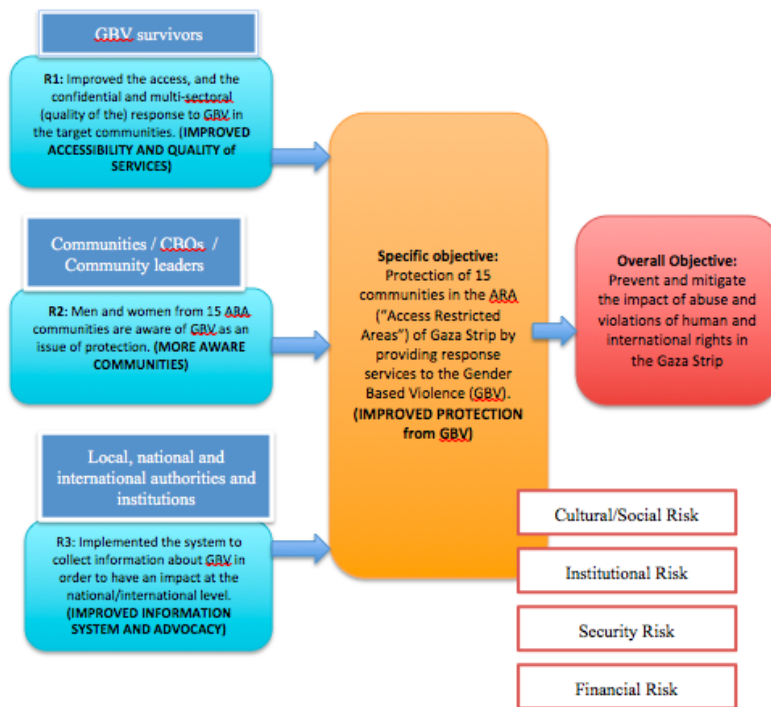 GBV survivors
R1: Improved the access, and the
confidential and multi-sectoral
(quality of the) response to GBV in
the target communities. (IMPROVED
ACCESSIBILITY AND QUALITY of
SERVICES)
Communities / CBOs /
Community leaders
R2: Men and women from 15 ARA
communities are aware of GBV as an
issue of protection. (MORE AWARE
COMMUNITIES)
Local, national and
international authorities and
institutions
R3: Implemented the system to
collect information about GBV in
order to have an impact at the
national/international level.
(IMPROVED INFORMATION
SYSTEM AND ADVOCACY)
Specific objective:
Protection of 15
communities in the ARA
("Access Restricted
Areas") of Gaza Strip by
providing response
services to the Gender
Based Violence (GBV).
(IMPROVED PROTECTION
from GBV)
Overall Objective:
Prevent and mitigate
the impact of abuse and
violations of human and
international rights in
the Gaza Strip
Cultural/Social Risk
Institutional Risk
Security Risk
Financial Risk